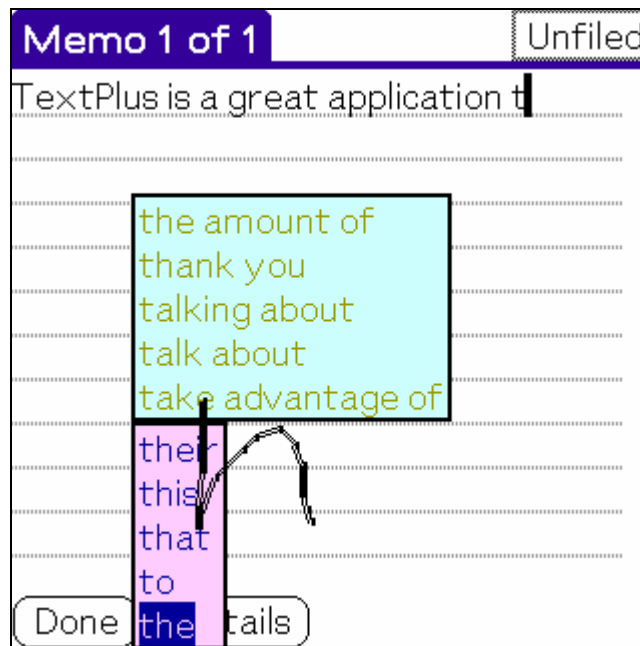 Memo 1 of 1
Unfiled
TextPlus is a great application t
the amount of
thank you
talking about
talk about
take advantage of
their
this
that
to
the
Done
tails